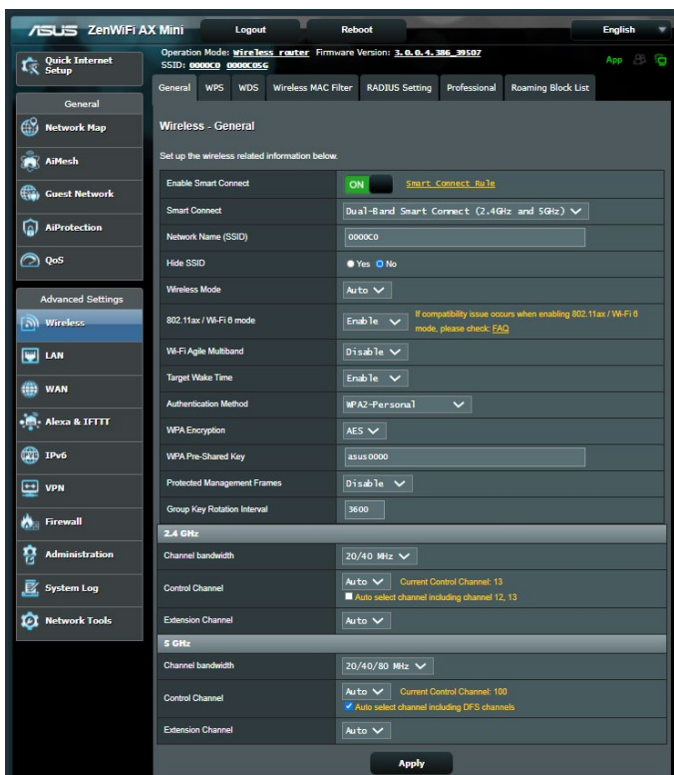 ASUS ZenWiFi AX Mini Logout Reboot English
Operation Mode: Wireless router Firmware Version: 3.0.0.4.386_39507
SSID: 0000C0 0000C05G
App
Quick Internet
Setup
General WPS WDS Wireless MAC Filter RADIUS Setting Professional Roaming Block List
General
Network Map
AiMesh
Guest Network
AiProtection
QoS
Advanced Settings
Wireless
LAN
WAN
Alexa & IFTTT
IPv6
VPN
Firewall
Administration
System Log
Network Tools
Wireless - General
Set up the wireless related information below.
Enable Smart Connect ON Smart Connect Rule
Smart Connect Dual-Band Smart Connect (2.4GHz and 5GHz)
Network Name (SSID) 0000C0
Hide SSID Yes No
Wireless Mode Auto
802.11ax / Wi-Fi 6 mode Enable If compatibility issue occurs when enabling 802.11ax / Wi-Fi 6
mode, please check: FAQ
Wi-Fi Agile Multiband Disable
Target Wake Time Enable
Authentication Method WPA2-Personal
WPA Encryption AES
WPA Pre-Shared Key asus0000
Protected Management Frames Disable
Group Key Rotation Interval 3600
2.4 GHz
Channel bandwidth 20/40 MHz
Control Channel Auto Current Control Channel: 13
Auto select channel including channel 12, 13
Extension Channel Auto
5 GHz
Channel bandwidth 20/40/80 MHz
Control Channel Auto Current Control Channel: 100
Auto select channel including DFS channels
Extension Channel Auto
Apply